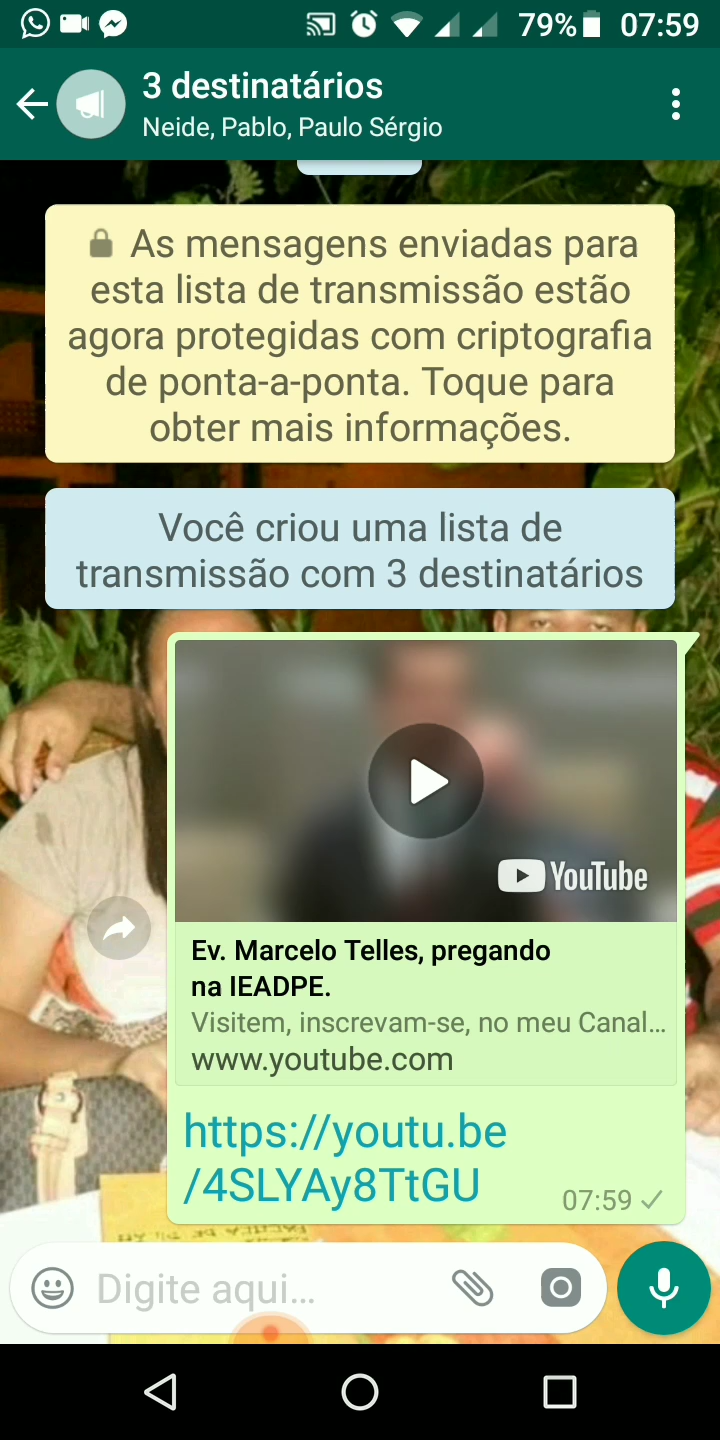 79% 07:59
3 destinatários
Neide, Pablo, Paulo Sérgio
As mensagens enviadas para
esta lista de transmissão estão
agora protegidas com criptografia
de ponta-a-ponta. Toque para
obter mais informações.
Você criou uma lista de
transmissão com 3 destinatários
YouTube
Ev. Marcelo Telles, pregando
na IEADPE.
Visitem, inscrevam-se, no meu Canal...
www.youtube.com
https://youtu.be
/4SLYAy8TtGU
07:59
Digite aqui...